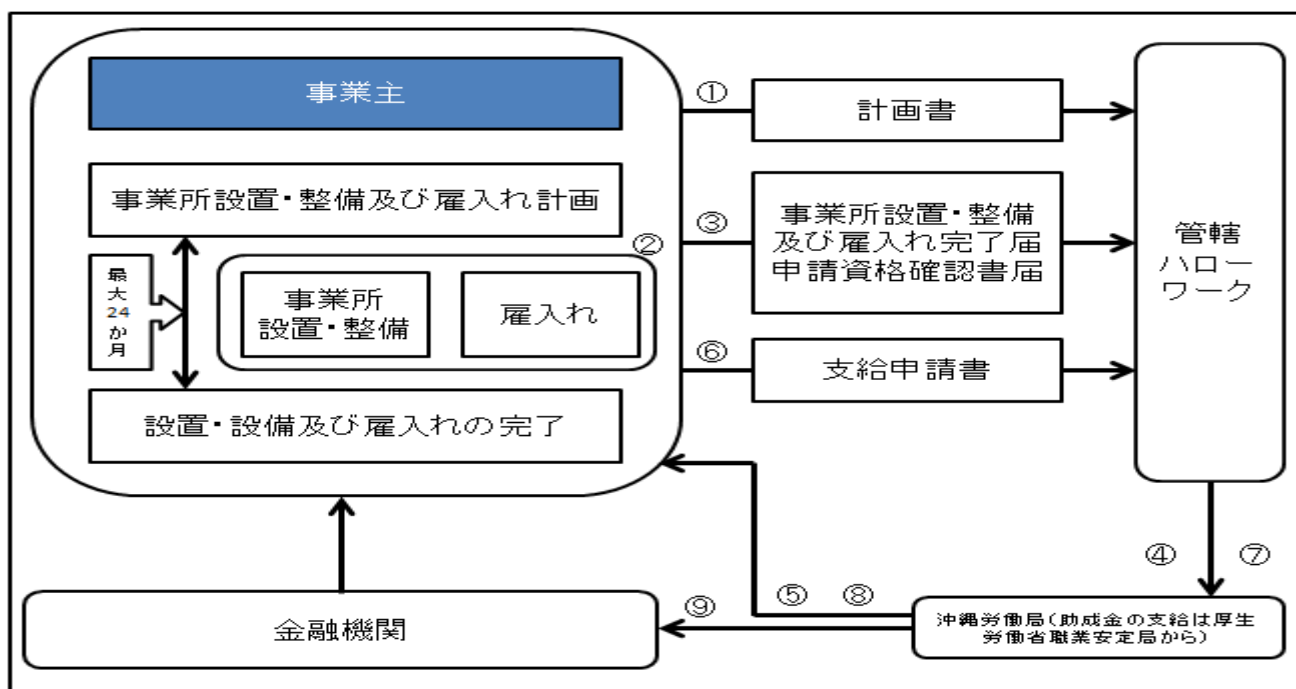 事業主
①
計画書
事業所設置・整備及び雇入れ計画
②
③
事業所設置・整備
及び雇入れ完了届
申請資格確認書届
管轄
ハロー
ワーク
最
大
24
か
月
事業所
設置・整備
雇入れ
⑥
支給申請書
設置・設備及び雇入れの完了
④
⑦
⑤
⑧
⑨
金融機関
沖縄労働局(助成金の支給は厚生
労働省職業安定局から)